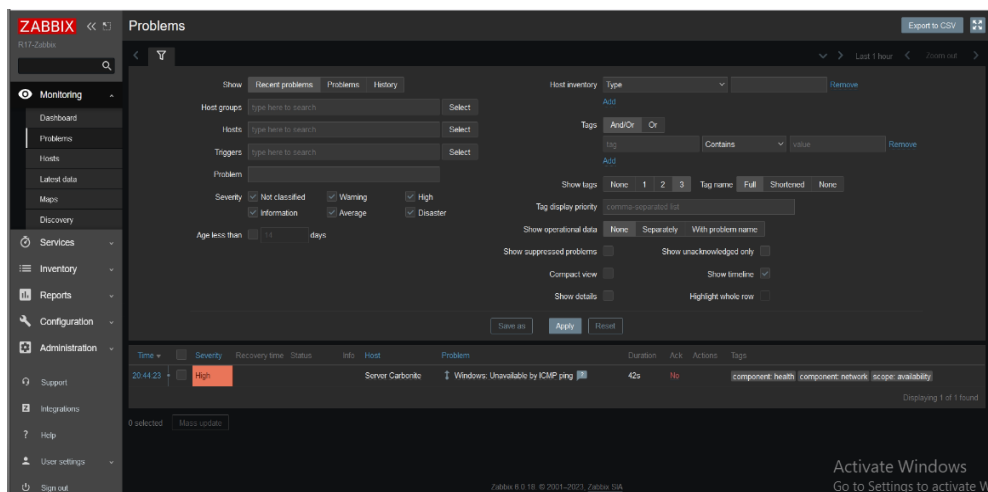 ZABBIX
Problems
Export to CSV
R17-Zabbix
Last 1 hour
Zoom out
Monitoring
Dashboard
Problems
Hosts
Latest data
Maps
Discovery
Services
Inventory
Reports
Configuration
Administration
Support
Integrations
Help
User settings
Sign out
Show Recent problems Problems History
Host groups type here to search Select
Hosts type here to search Select
Triggers type here to search Select
Problem
Severity Not classified Warning High
Information Average Disaster
Age less than 14 days
Host inventory Type Remove
Add
Tags And/Or Or
tag Contains value Remove
Add
Show tags None 1 2 3 Tag name Full Shortened None
Tag display priority comma-separated list
Show operational data None Separately With problem name
Show suppressed problems Show unacknowledged only
Compact view Show timeline
Show details Highlight whole row
Save as Apply Reset
Time Severity Recovery time Status Info Host Problem Duration Ack Actions Tags
20:44:23 High Server Carbonite Windows: Unavailable by ICMP ping ? 42s No component: health component: network scope: availability
Displaying 1 of 1 found
0 selected Mass update
Zabbix 6.0.18. © 2001–2023, Zabbix SIA
Activate Windows
Go to Settings to activate W